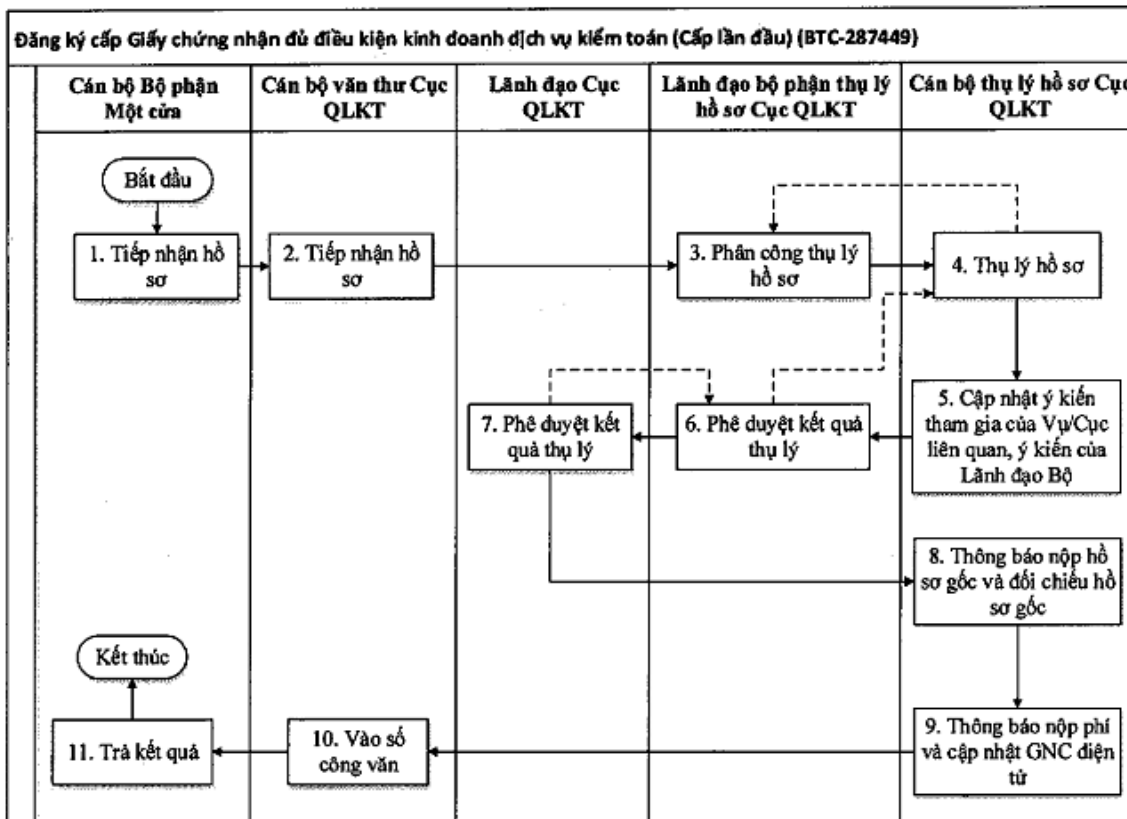 Đăng ký cấp Giấy chứng nhận đủ điều kiện kinh doanh dịch vụ kiểm toán (Cấp lần đầu) (BTC-287449)
Cán bộ Bộ phận
Một cửa
Cán bộ văn thư Cục
QLKT
Lãnh đạo Cục
QLKT
Lãnh đạo bộ phận thụ lý
hồ sơ Cục QLKT
Cán bộ thụ lý hồ sơ Cục
QLKT
Bắt đầu
1. Tiếp nhận hồ
sơ
2. Tiếp nhận hồ
sơ
3. Phân công thụ lý
hồ sơ
4. Thụ lý hồ sơ
5. Cập nhật ý kiến
tham gia của Vụ/Cục
liên quan, ý kiến của
Lãnh đạo Bộ
6. Phê duyệt kết quả
thụ lý
7. Phê duyệt kết
quả thụ lý
8. Thông báo nộp hồ
sơ gốc và đối chiếu hồ
sơ gốc
9. Thông báo nộp phí
và cập nhật GNC điện
tử
10. Vào số
công văn
11. Trả kết quả
Kết thúc